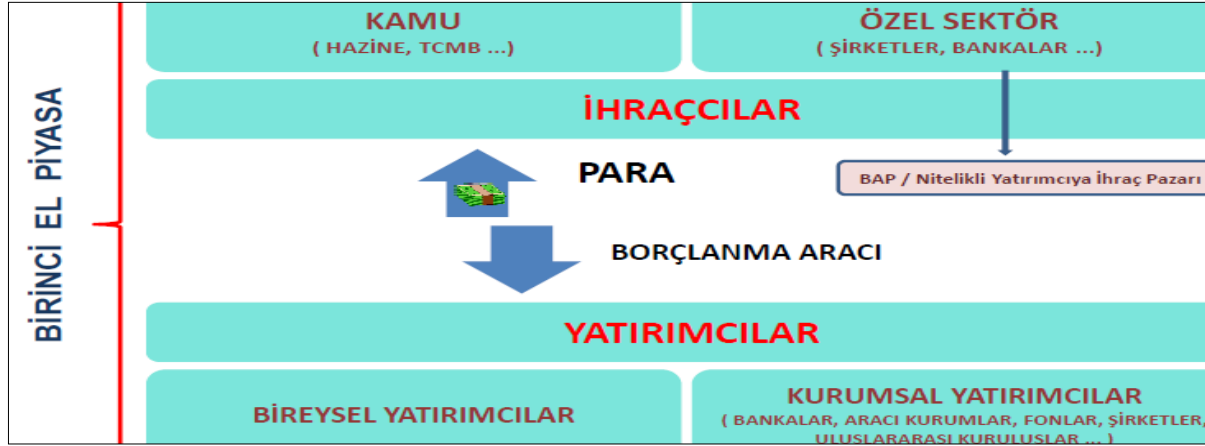 BİRİNCİ EL PİYASA
KAMU
( HAZİNE, TCMB ...)
ÖZEL SEKTÖR
( ŞİRKETLER, BANKALAR ...)
İHRAÇCILAR
PARA
BAP / Nitelikli Yatırımcıya İhraç Pazarı
BORÇLANMA ARACI
YATIRIMCILAR
BİREYSEL YATIRIMCILAR
KURUMSAL YATIRIMCILAR
( BANKALAR, ARACI KURUMLAR, FONLAR, ŞİRKETLER,
ULUSLARARASI KURULUŞLAR ... )